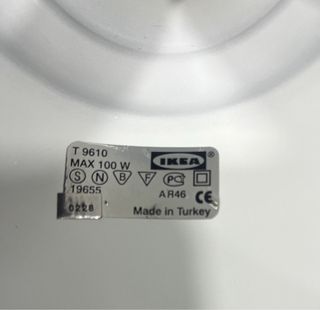 T 9610
MAX 100 W
IKEA ®
S N B F PC
19655 AR46 CE
0228 Made in Turkey